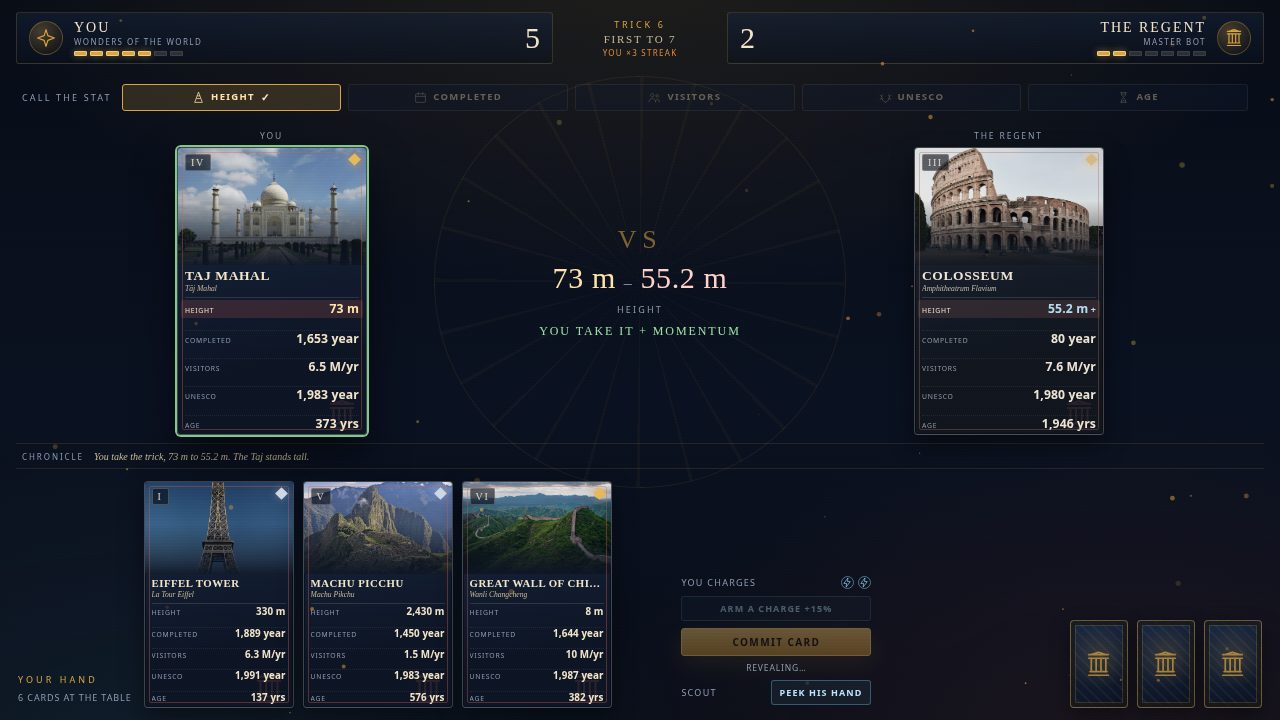 YOU
WONDERS OF THE WORLD
5
TRICK 6
FIRST TO 7
YOU ×3 STREAK
2
THE REGENT
MASTER BOT
CALL THE STAT
HEIGHT ✓
COMPLETED
VISITORS
UNESCO
AGE
YOU
IV
TAJ MAHAL
Tāj Mahal
HEIGHT 73 m
COMPLETED 1,653 year
VISITORS 6.5 M/yr
UNESCO 1,983 year
AGE 373 yrs
VS
73 m – 55.2 m
HEIGHT
YOU TAKE IT + MOMENTUM
THE REGENT
III
COLOSSEUM
Amphitheatrum Flavium
HEIGHT 55.2 m +
COMPLETED 80 year
VISITORS 7.6 M/yr
UNESCO 1,980 year
AGE 1,946 yrs
CHRONICLE You take the trick, 73 m to 55.2 m. The Taj stands tall.
YOUR HAND
6 CARDS AT THE TABLE
I
EIFFEL TOWER
La Tour Eiffel
HEIGHT 330 m
COMPLETED 1,889 year
VISITORS 6.3 M/yr
UNESCO 1,991 year
AGE 137 yrs
V
MACHU PICCHU
Machu Pikchu
HEIGHT 2,430 m
COMPLETED 1,450 year
VISITORS 1.5 M/yr
UNESCO 1,983 year
AGE 576 yrs
VI
GREAT WALL OF CHI...
Wanli Changcheng
HEIGHT 8 m
COMPLETED 1,644 year
VISITORS 10 M/yr
UNESCO 1,987 year
AGE 382 yrs
YOU CHARGES
ARM A CHARGE +15%
COMMIT CARD
REVEALING...
SCOUT
PEEK HIS HAND